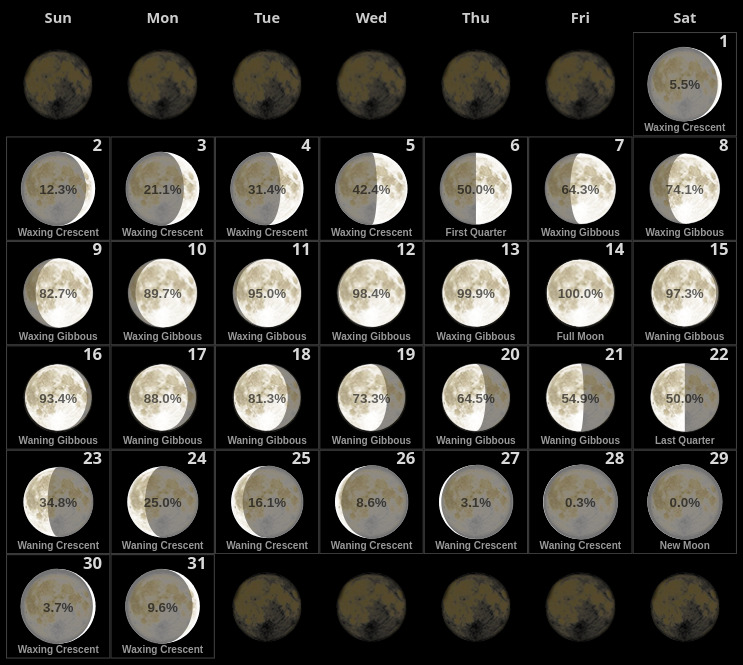 Sun Mon Tue Wed Thu Fri Sat
1
5.5%
Waxing Crescent
2 3 4 5 6 7 8
12.3% 21.1% 31.4% 42.4% 50.0% 64.3% 74.1%
Waxing Crescent Waxing Crescent Waxing Crescent Waxing Crescent First Quarter Waxing Gibbous Waxing Gibbous
9 10 11 12 13 14 15
82.7% 89.7% 95.0% 98.4% 99.9% 100.0% 97.3%
Waxing Gibbous Waxing Gibbous Waxing Gibbous Waxing Gibbous Waxing Gibbous Full Moon Waning Gibbous
16 17 18 19 20 21 22
93.4% 88.0% 81.3% 73.3% 64.5% 54.9% 50.0%
Waning Gibbous Waning Gibbous Waning Gibbous Waning Gibbous Waning Gibbous Waning Gibbous Last Quarter
23 24 25 26 27 28 29
34.8% 25.0% 16.1% 8.6% 3.1% 0.3% 0.0%
Waning Crescent Waning Crescent Waning Crescent Waning Crescent Waning Crescent Waning Crescent New Moon
30 31
3.7% 9.6%
Waxing Crescent Waxing Crescent